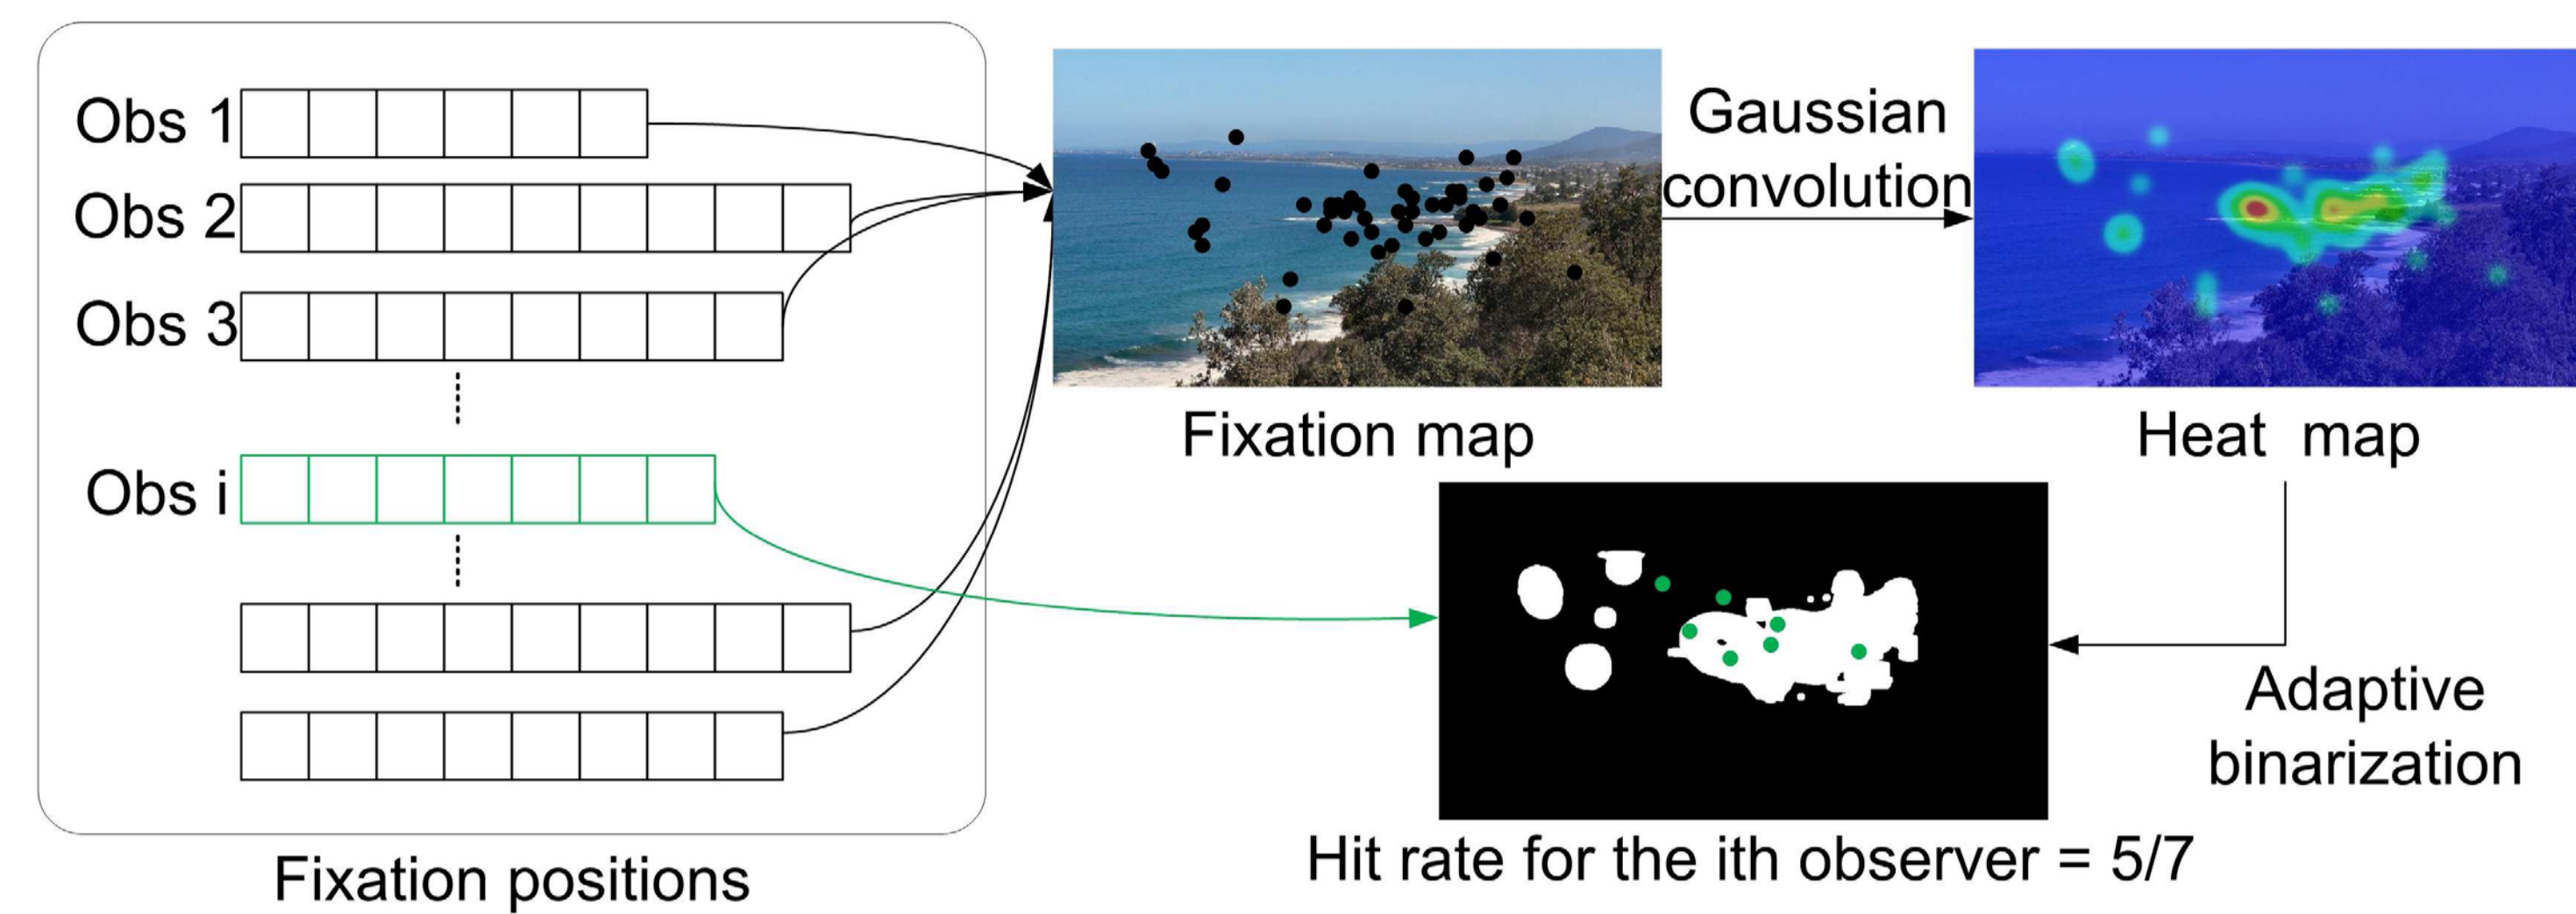 Obs 1
Obs 2
Obs 3
Obs i
Fixation positions
Fixation map
Gaussian
convolution
Heat map
Adaptive
binarization
Hit rate for the ith observer = 5/7